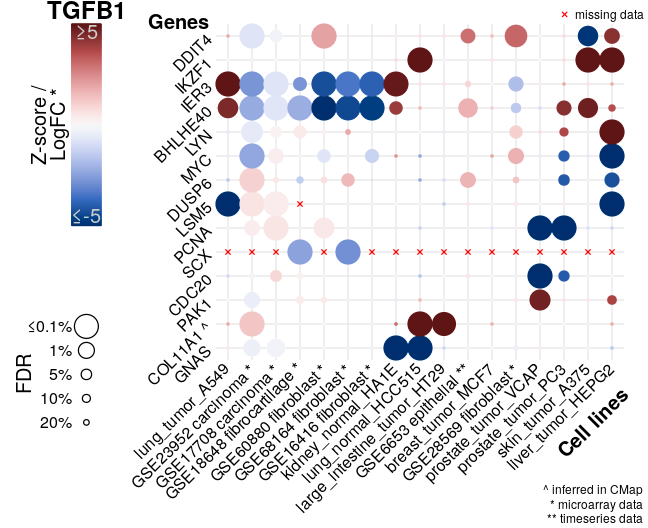 TGFB1
≥5
≤-5
Z-score /
LogFC *
Genes
× missing data
DDIT4
IKZF1
IER3
BHLHE40
LYN
MYC
DUSP6
LSM5
PCNA
SCX
CDC20
PAK1
COL11A1 ^
GNAS
FDR
≤0.1%
1%
5%
10%
20%
lung_tumor_A549
GSE23952 carcinoma *
GSE17708 carcinoma *
GSE18648 fibrocartilage *
GSE60880 fibroblast *
GSE68164 fibroblast *
GSE16416 fibroblast *
kidney_normal_HA1E
lung_normal_HCC515
large_intestine_tumor_HT29
GSE6653 epithelial **
breast_tumor_MCF7
GSE28569 fibroblast *
prostate_tumor_VCAP
prostate_tumor_PC3
skin_tumor_A375
liver_tumor_HEPG2
Cell lines
^ inferred in CMap
* microarray data
** timeseries data